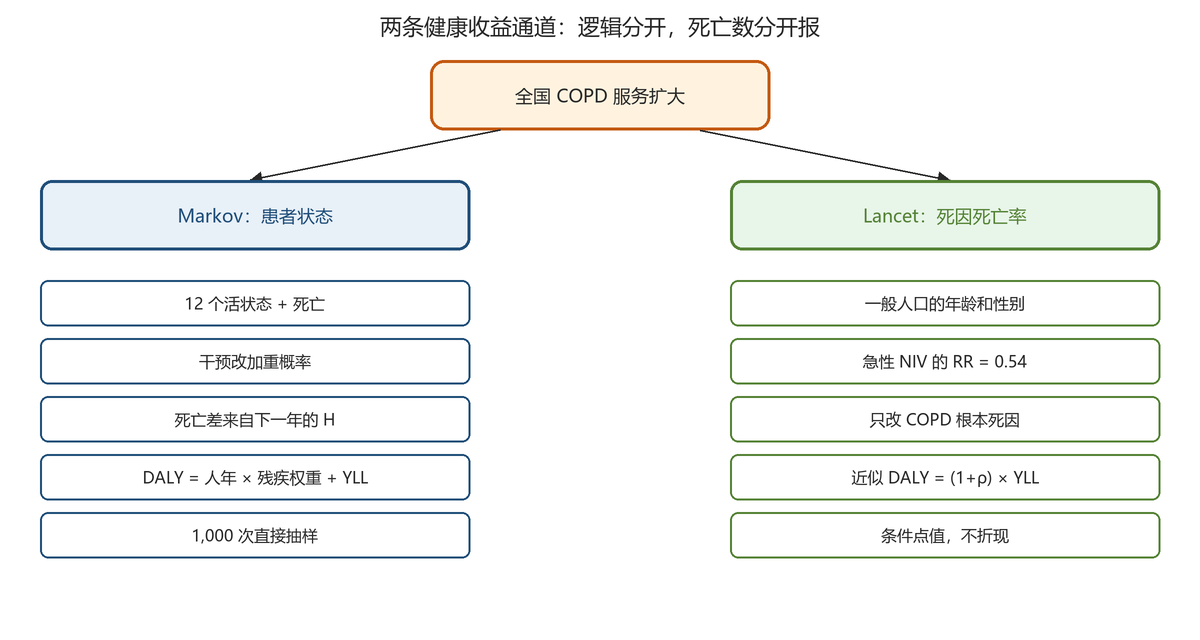 两条健康收益通道：逻辑分开，死亡数分开报
全国 COPD 服务扩大
Markov：患者状态
12 个活状态 + 死亡
干预改加重概率
死亡差来自下一年的 H
DALY = 人年 × 残疾权重 + YLL
1,000 次直接抽样
Lancet：死因死亡率
一般人口的年龄和性别
急性 NIV 的 RR = 0.54
只改 COPD 根本死因
近似 DALY = (1+ρ) × YLL
条件点值，不折现